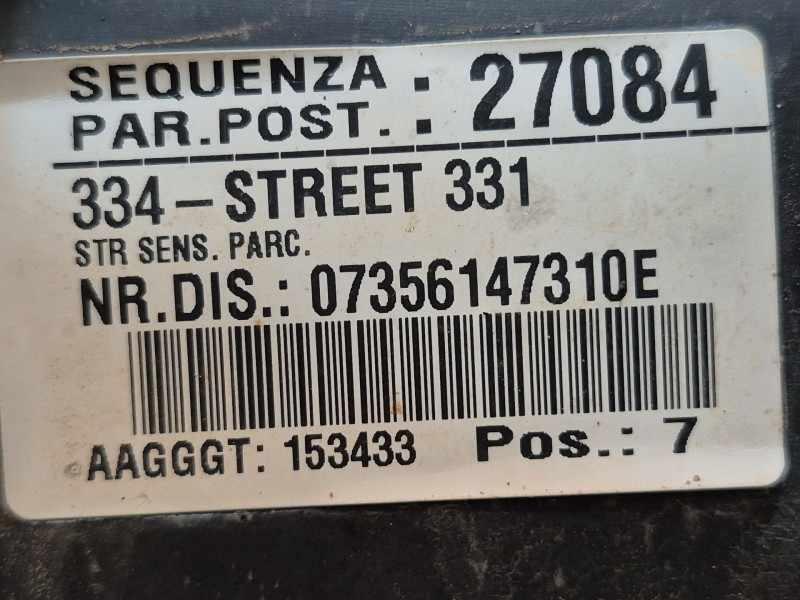 SEQUENZA
PAR.POST. : 27084
334-STREET 331
STR SENS. PARC.
NR.DIS.: 07356147310E
AAGGGT: 153433 Pos.: 7